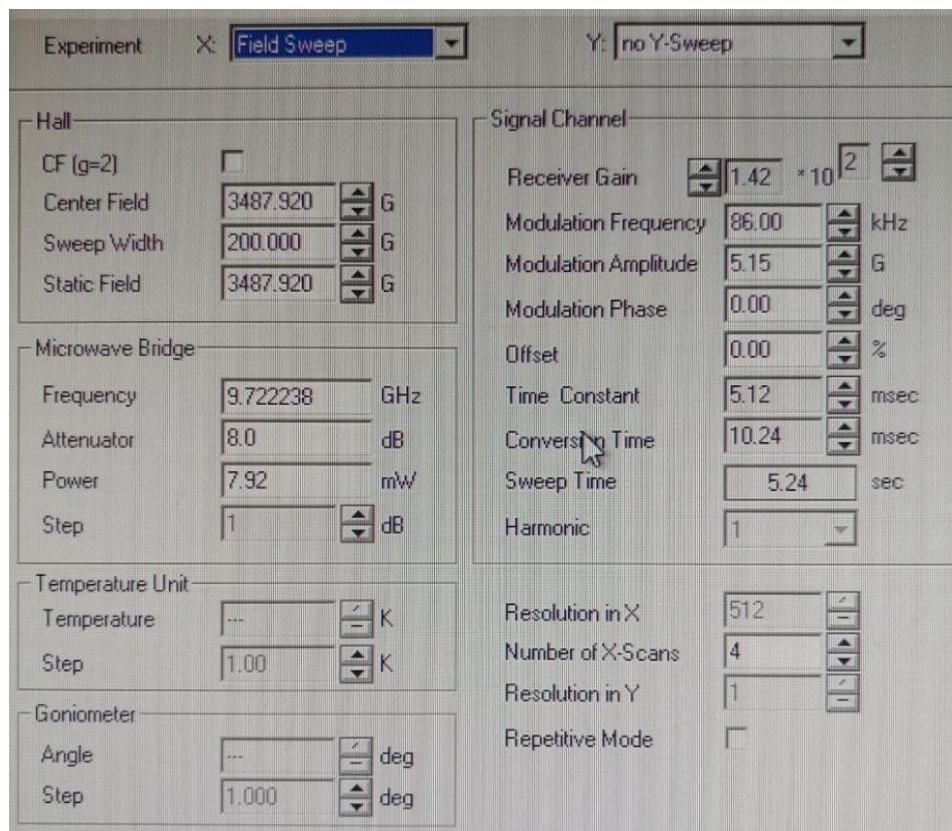 Experiment X: Field Sweep Y: no Y-Sweep
Hall
CF (g=2)
Center Field 3487.920 G
Sweep Width 200.000 G
Static Field 3487.920 G
Microwave Bridge
Frequency 9.722238 GHz
Attenuator 8.0 dB
Power 7.92 mW
Step 1 dB
Temperature Unit
Temperature --- K
Step 1.00 K
Goniometer
Angle --- deg
Step 1.000 deg
Signal Channel
Receiver Gain 1.42 * 10 2
Modulation Frequency 86.00 kHz
Modulation Amplitude 5.15 G
Modulation Phase 0.00 deg
Offset 0.00 %
Time Constant 5.12 msec
Conversion Time 10.24 msec
Sweep Time 5.24 sec
Harmonic 1
Resolution in X 512
Number of X-Scans 4
Resolution in Y 1
Repetitive Mode